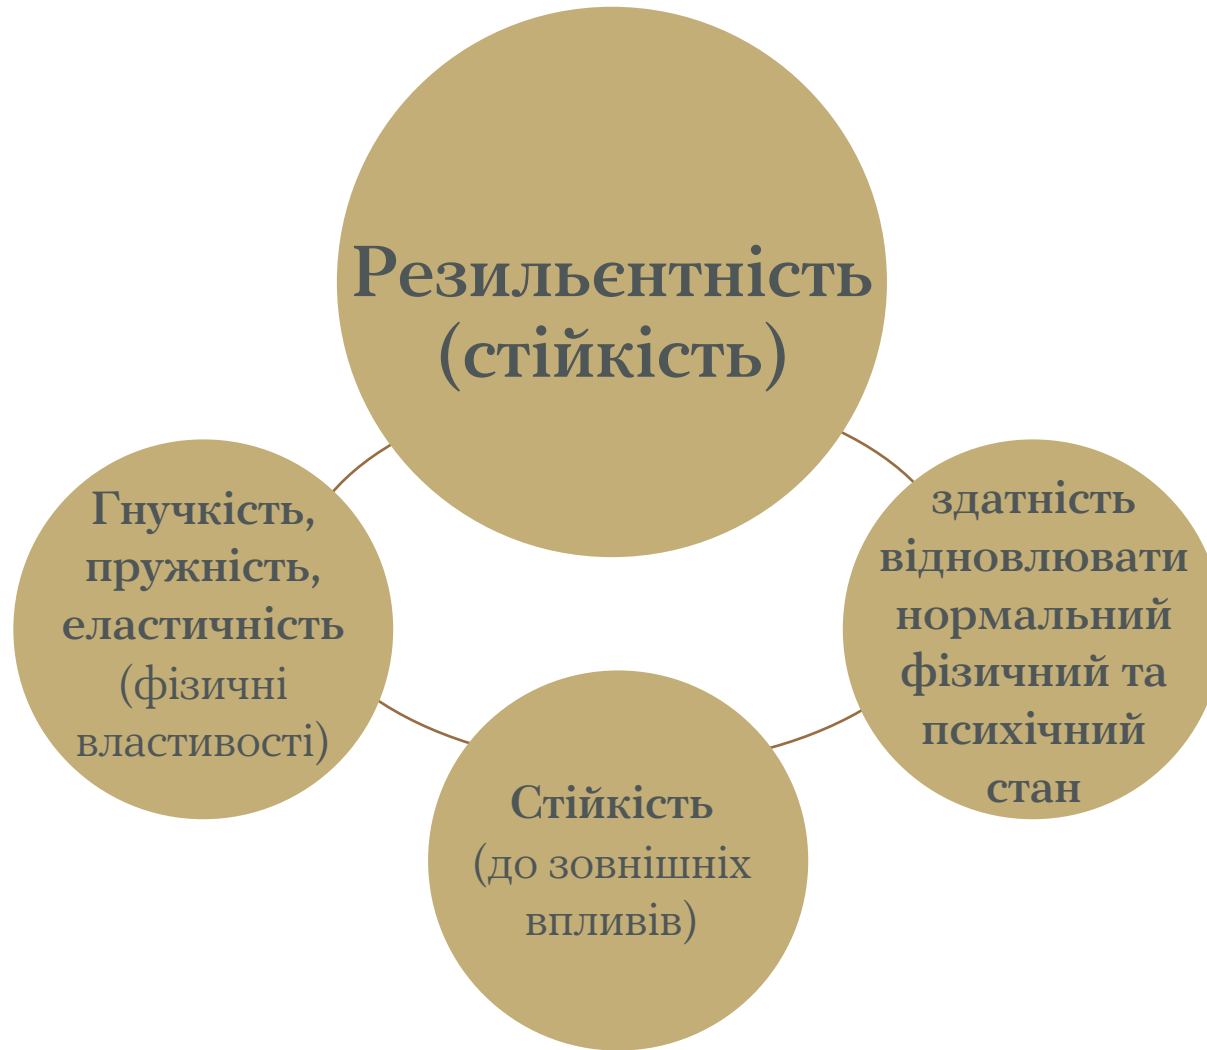 Резильєнтність
(стійкість)
Гнучкість,
пружність,
еластичність
(фізичні
властивості)
здатність
відновлювати
нормальний
фізичний та
психічний
стан
Стійкість
(до зовнішніх
впливів)